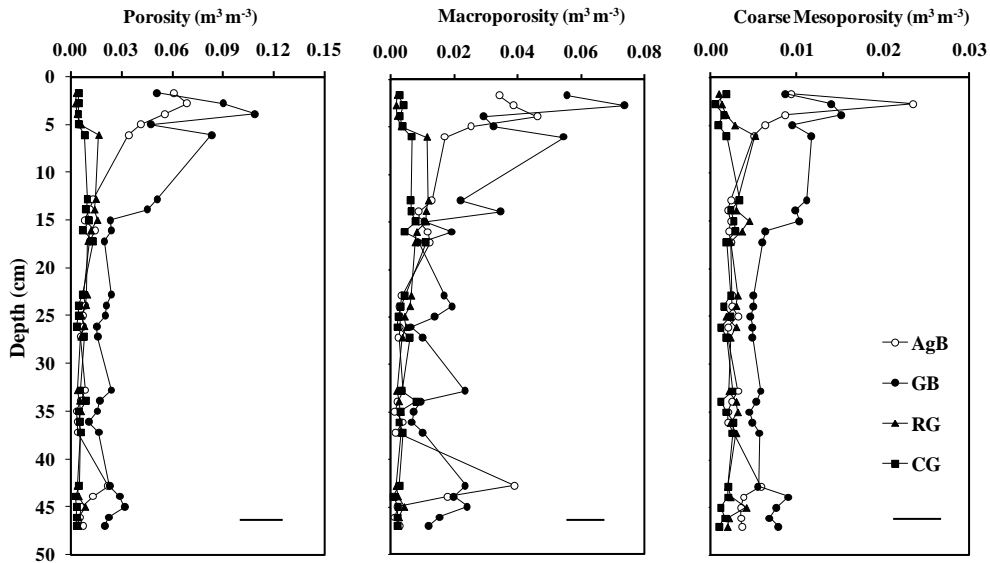 Porosity (m³ m⁻³) Macroporosity (m³ m⁻³) Coarse Mesoporosity (m³ m⁻³)
0.00 0.03 0.06 0.09 0.12 0.15 0.00 0.02 0.04 0.06 0.08 0.00 0.01 0.02 0.03
0
5
10
15
20
25
30
35
40
45
50
Depth (cm)
AgB
GB
RG
CG